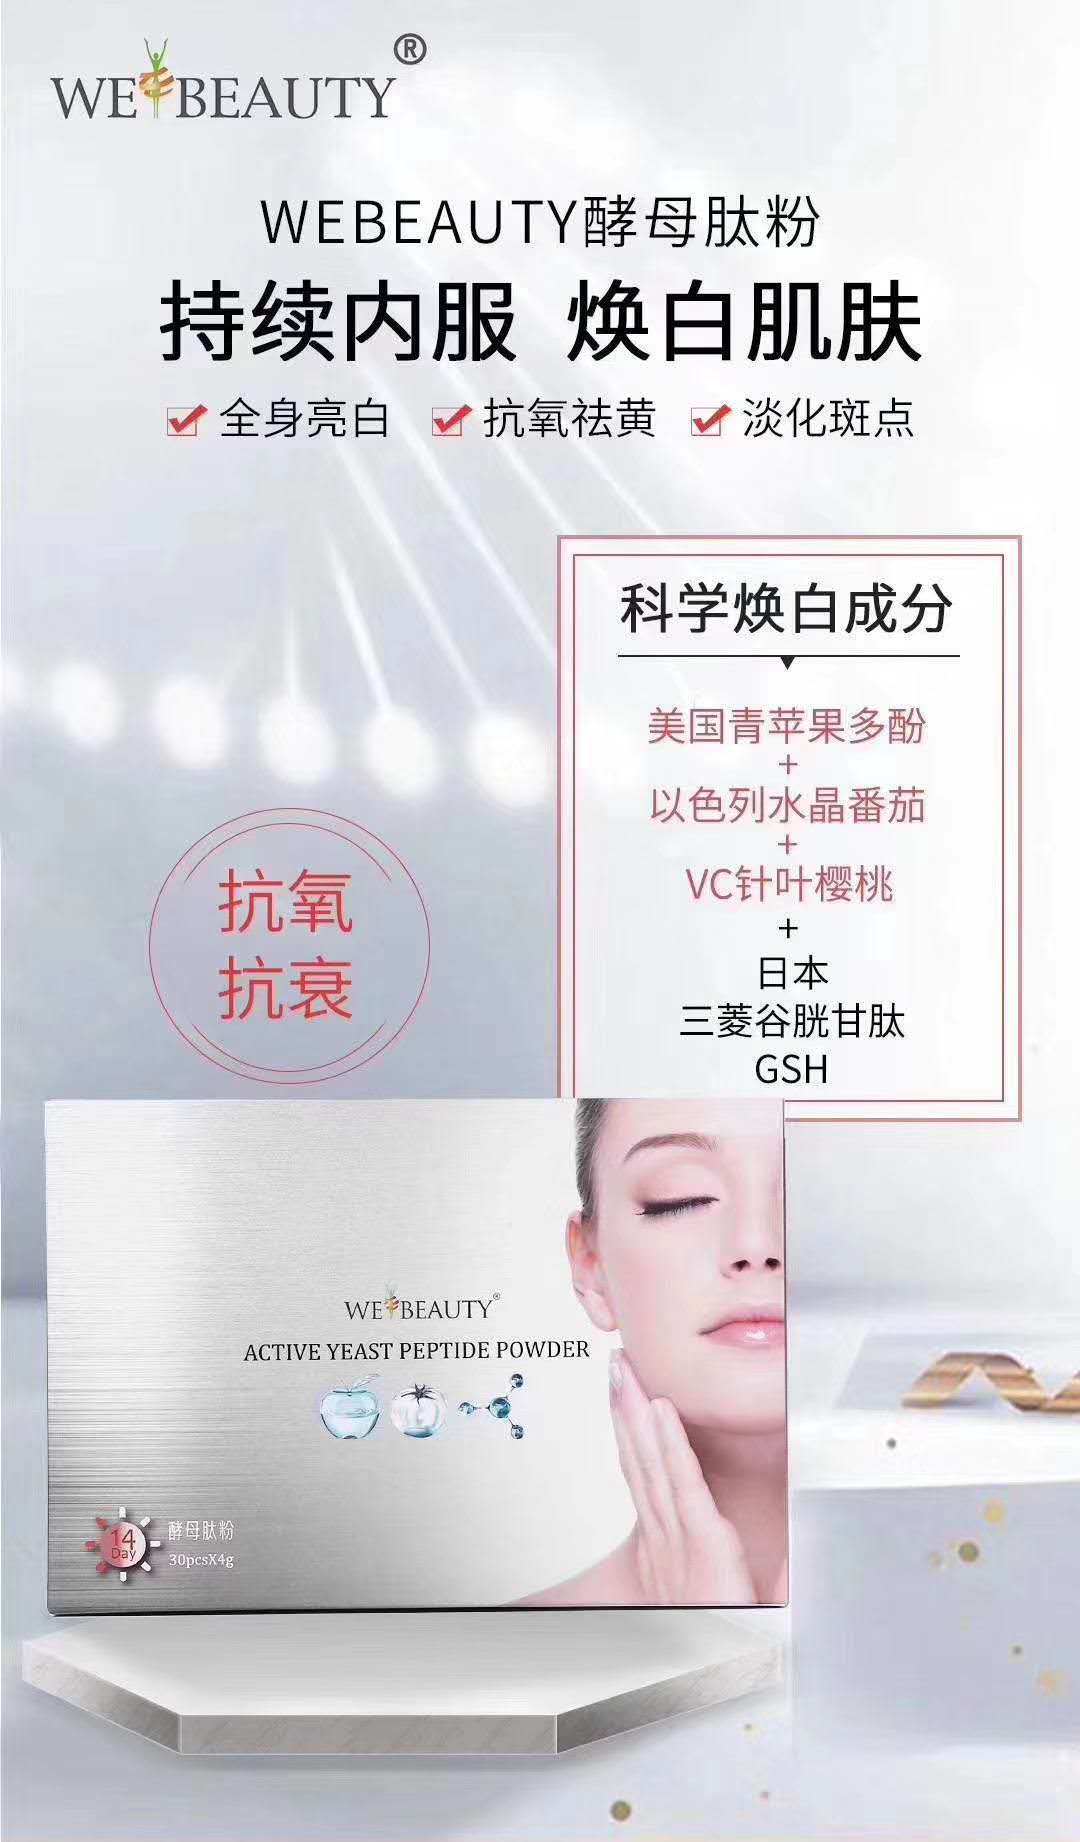 WEBEAUTY®
WEBEAUTY酵母肽粉
持续内服 焕白肌肤
全身亮白 抗氧祛黄 淡化斑点
科学焕白成分
美国青苹果多酚
+
以色列水晶番茄
+
VC针叶樱桃
+
日本
三菱谷胱甘肽
GSH
抗氧
抗衰
WEBEAUTY®
ACTIVE YEAST PEPTIDE POWDER
14
Day
酵母肽粉
30pcsX4g